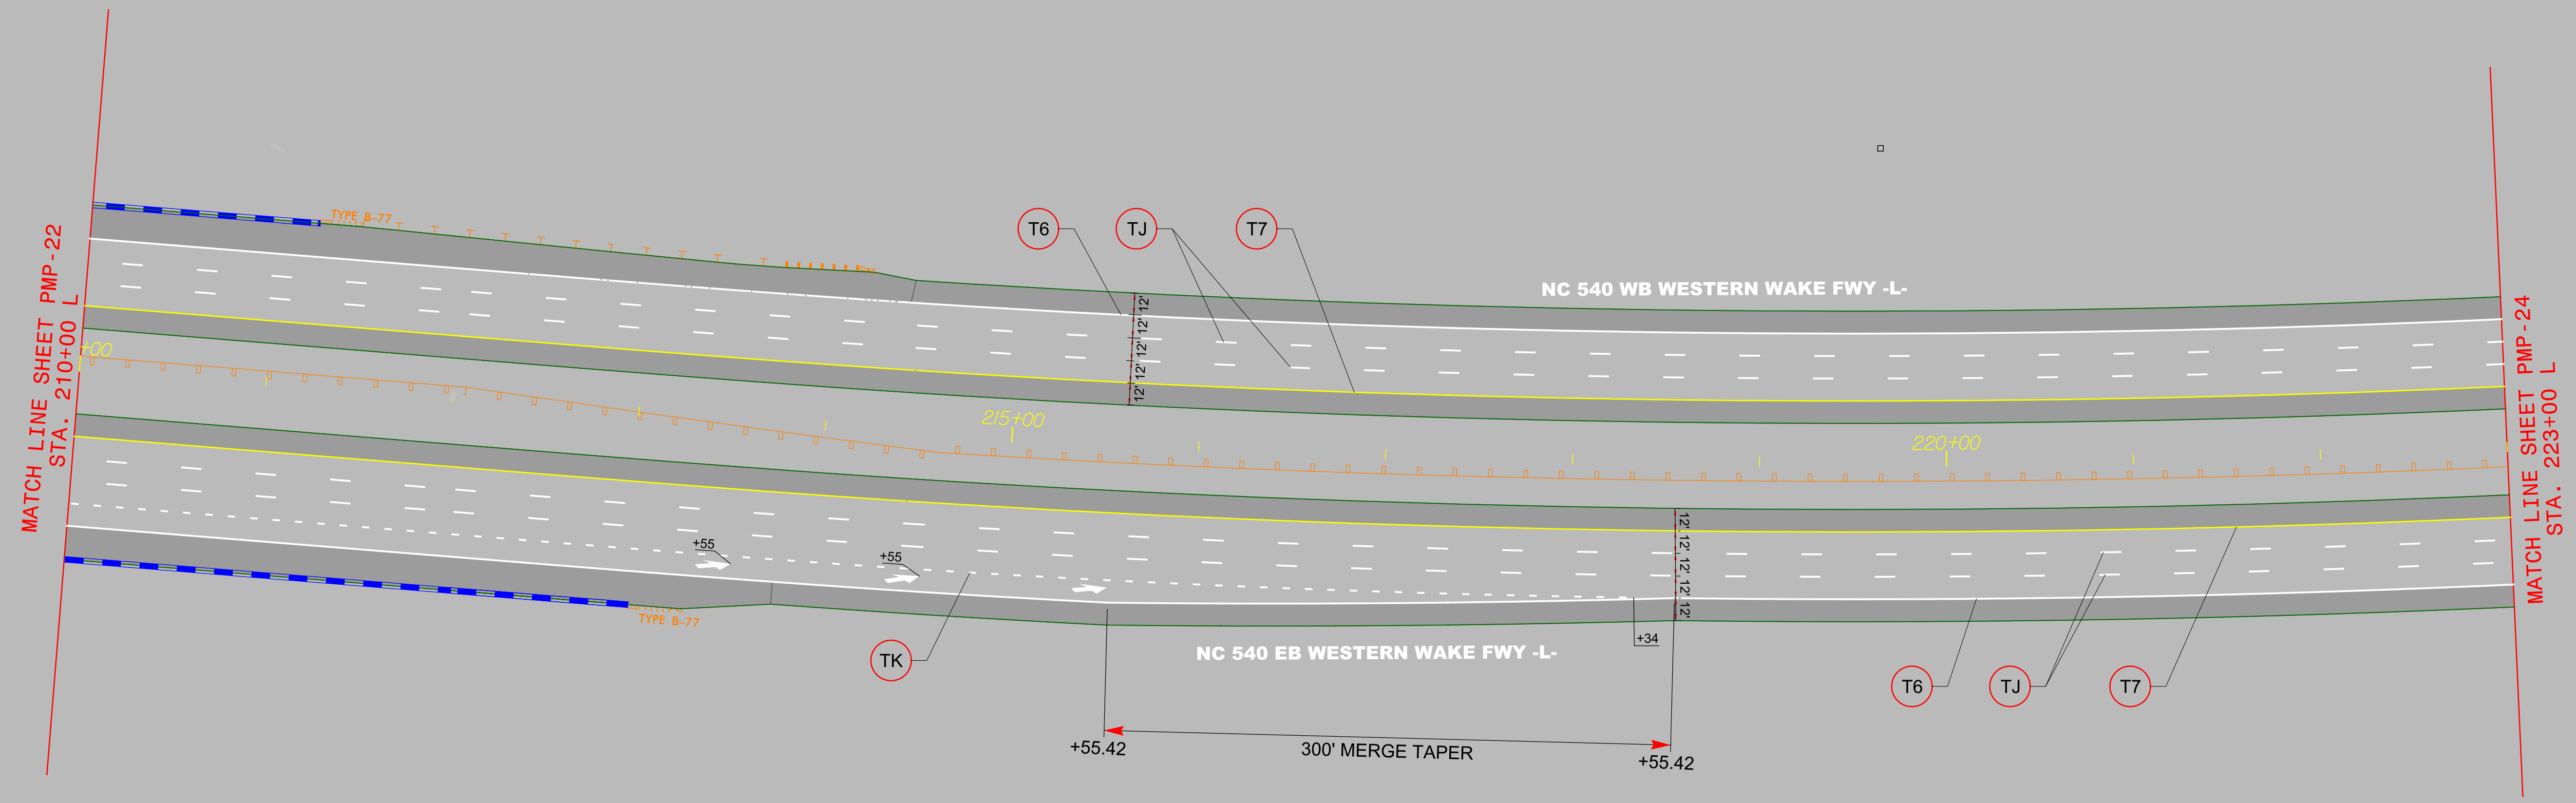 MATCH LINE SHEET PMP-22
STA. 210+00 L
TYPE B-77
T6
TJ
T7
NC 540 WB WESTERN WAKE FWY -L-
12'
12'
12'
12'
12'
+00
215+00
220+00
12'
12'
12'
12'
12'
+55
+55
TYPE B-77
TK
NC 540 EB WESTERN WAKE FWY -L-
+34
T6
TJ
T7
+55.42
300' MERGE TAPER
+55.42
MATCH LINE SHEET PMP-24
STA. 223+00 L